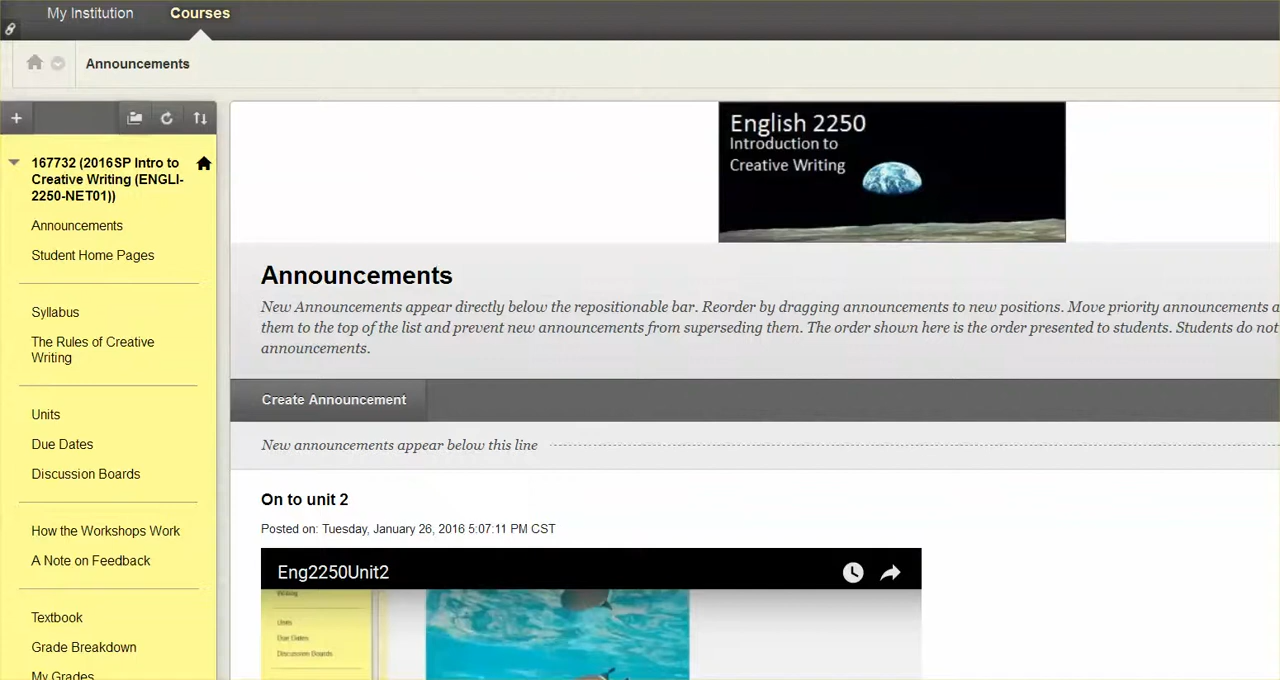 My Institution
Courses
Announcements
167732 (2016SP Intro to
Creative Writing (ENGLI-
2250-NET01))
Announcements
Student Home Pages
Syllabus
The Rules of Creative
Writing
Units
Due Dates
Discussion Boards
How the Workshops Work
A Note on Feedback
Textbook
Grade Breakdown
My Grades
English 2250
Introduction to
Creative Writing
Announcements
New Announcements appear directly below the repositionable bar. Reorder by dragging announcements to new positions. Move priority announcements a
them to the top of the list and prevent new announcements from superseding them. The order shown here is the order presented to students. Students do not
announcements.
Create Announcement
New announcements appear below this line
On to unit 2
Posted on: Tuesday, January 26, 2016 5:07:11 PM CST
Eng2250Unit2
Writing
Units
Due Dates
Discussion Boards